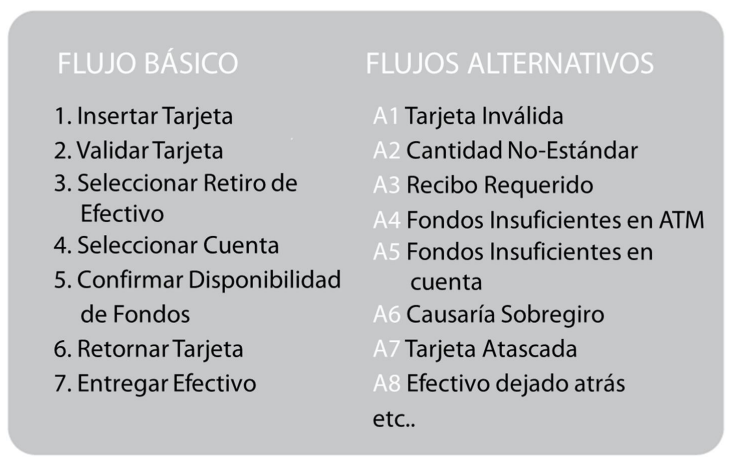 FLUJO BÁSICO
1. Insertar Tarjeta
2. Validar Tarjeta
3. Seleccionar Retiro de
Efectivo
4. Seleccionar Cuenta
5. Confirmar Disponibilidad
de Fondos
6. Retornar Tarjeta
7. Entregar Efectivo
FLUJOS ALTERNATIVOS
A1 Tarjeta Inválida
A2 Cantidad No-Estándar
A3 Recibo Requerido
A4 Fondos Insuficientes en ATM
A5 Fondos Insuficientes en
cuenta
A6 Causaría Sobregiro
A7 Tarjeta Atascada
A8 Efectivo dejado atrás
etc..